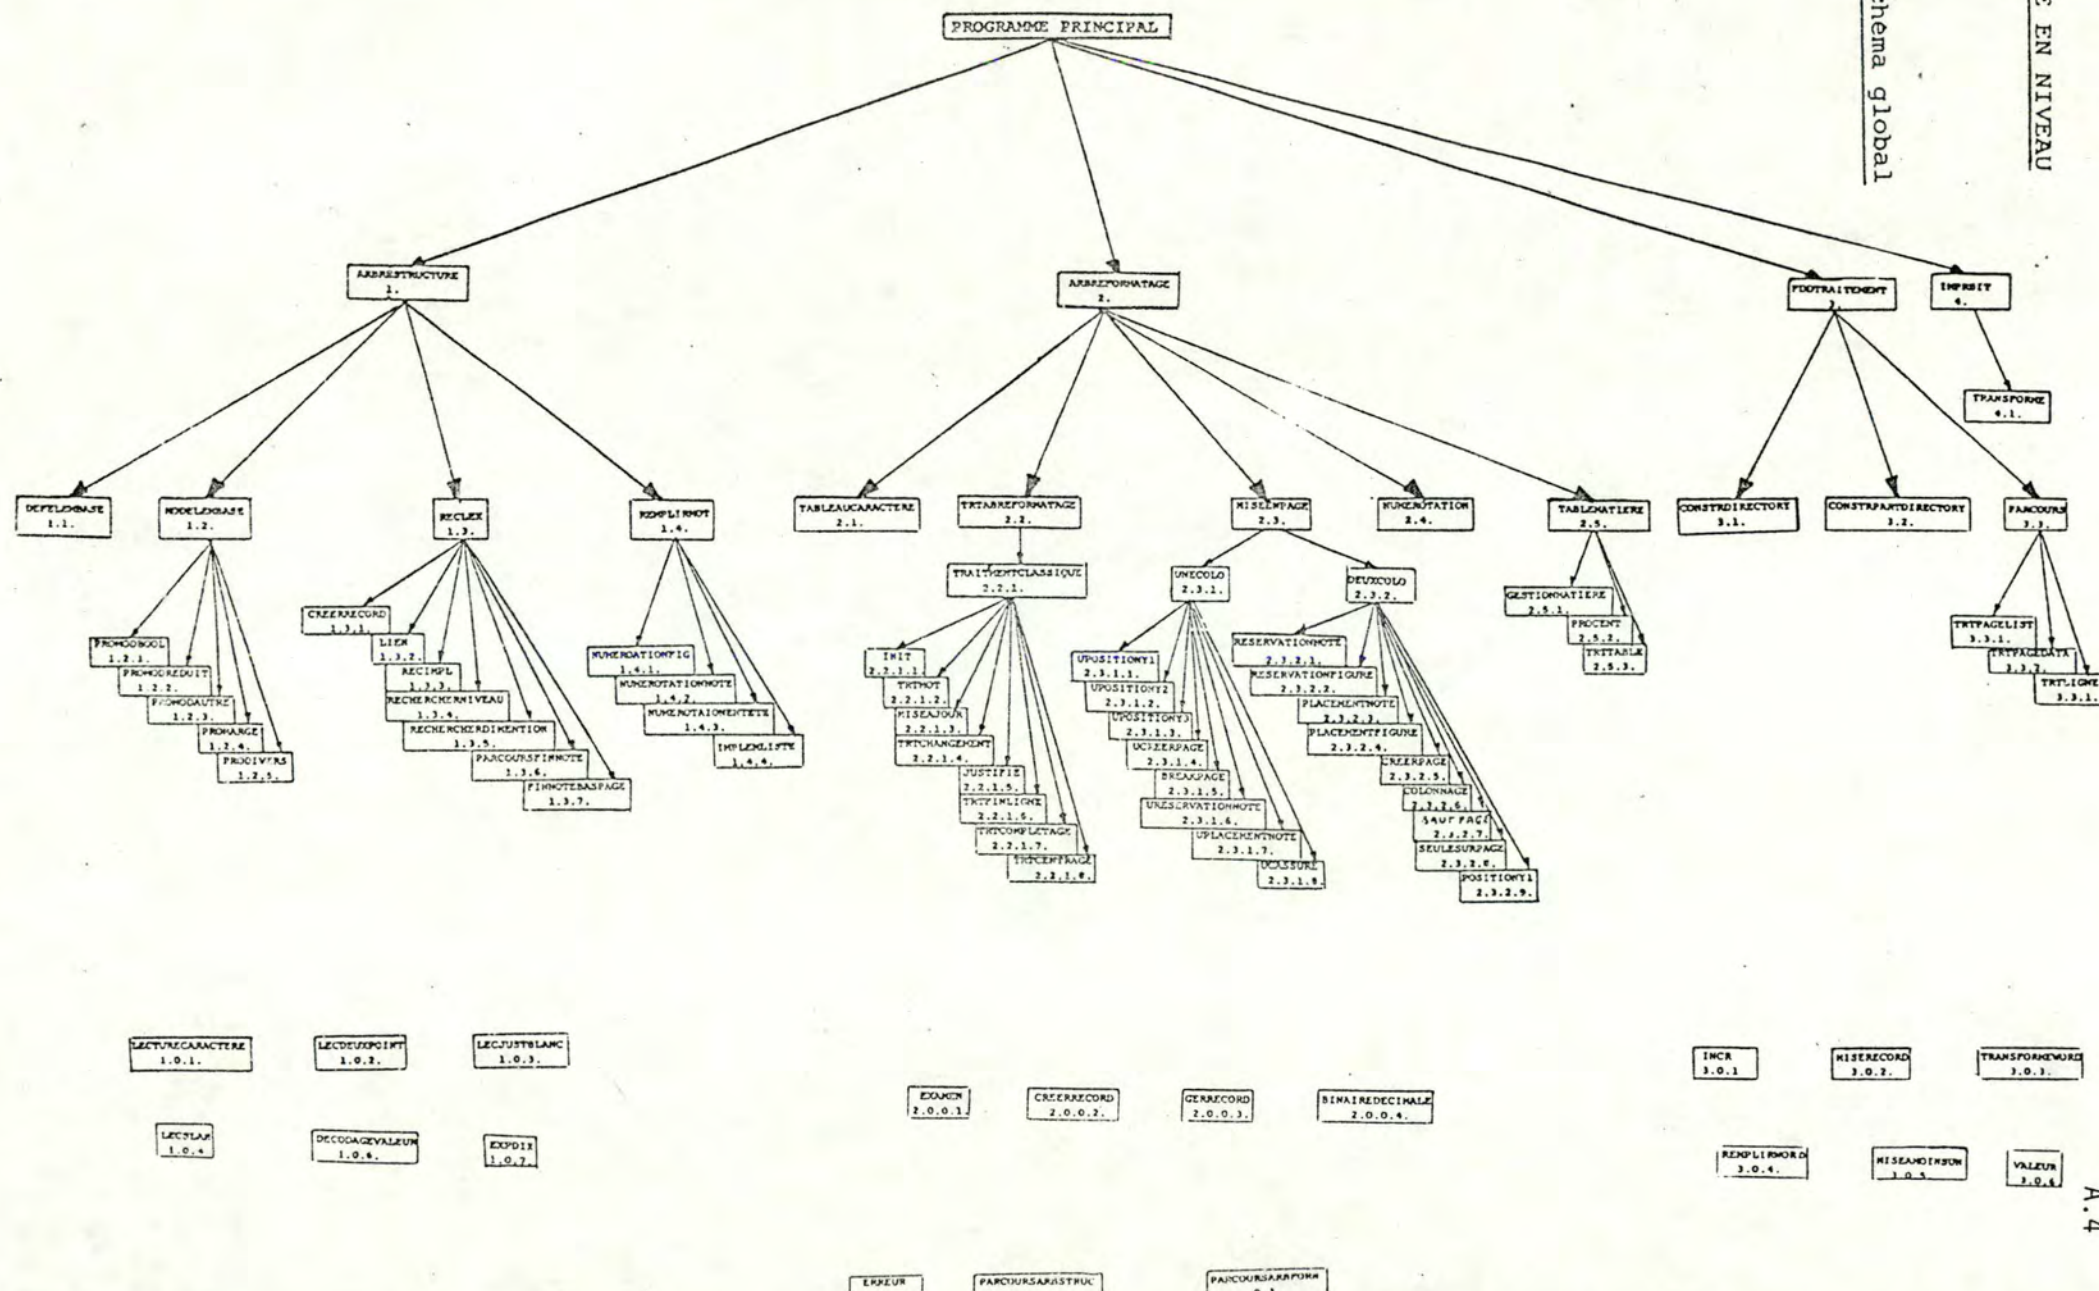 E EN NIVEAU
chéma global
PROGRAMME PRINCIPAL
ARBRESTRUCTURE
1.
ARBREFORMATAGE
2.
PDDTRAITEMENT
3.
IMPRBIT
4.
TRANSFORME
4.1.
DEFELEMBASE
1.1.
MODELEMBASE
1.2.
RECLEX
1.3.
REMPLIRMOT
1.4.
TABLEAUCARACTERE
2.1.
TRTABREFORMATAGE
2.2.
MISEENPAGE
2.3.
NUMEROTATION
2.4.
TABLEMATIERE
2.5.
CONSTRDIRECTORY
3.1.
CONSTRPARTDIRECTORY
3.2.
PARCOURS
3.3.
PROMODBOOL
1.2.1.
PROMODREDUIT
1.2.2.
PROMODAUTRE
1.2.3.
PROMARGE
1.2.4.
PRODIVERS
1.2.5.
CREERRECORD
1.3.1.
LIEN
1.3.2.
RECIMPL
1.3.3.
RECHERCHERNIVEAU
1.3.4.
RECHERCHERDIMENTION
1.3.5.
PARCOURSFINNOTE
1.3.6.
FINNOTEBASPAGE
1.3.7.
NUMEROATIONFIG
1.4.1.
NUMEROTATIONNOTE
1.4.2.
NUMEROTAIONENTETE
1.4.3.
IMPLEMLISTE
1.4.4.
TRAITMENTCLASSIQUE
2.2.1.
INIT
2.2.1.1.
TRTMOT
2.2.1.2.
MISEAJOUR
2.2.1.3.
TRTCHANGEMENT
2.2.1.4.
JUSTIFIE
2.2.1.5.
TRTFINLIGNE
2.2.1.6.
TRTCOMPLETAGE
2.2.1.7.
TRTCENTRAGE
2.2.1.8.
UNECOLO
2.3.1.
UPOSITIONY1
2.3.1.1.
UPOSITIONY2
2.3.1.2.
UPOSITIONY3
2.3.1.3.
UCREERPAGE
2.3.1.4.
BREAKPAGE
2.3.1.5.
URESERVATIONNOTE
2.3.1.6.
UPLACEMENTNOTE
2.3.1.7.
UCASSURE
2.3.1.8.
DEUXCOLO
2.3.2.
RESERVATIONNOTE
2.3.2.1.
RESERVATIONFIGURE
2.3.2.2.
PLACEMENTNOTE
2.3.2.3.
PLACEMENTFIGURE
2.3.2.4.
CREERPAGE
2.3.2.5.
COLONNAGE
2.3.2.6.
SAUTPAGE
2.3.2.7.
SEULESURPAGE
2.3.2.8.
POSITIONY1
2.3.2.9.
GESTIONMATIERE
2.5.1.
PROCENT
2.5.2.
TRTTABLE
2.5.3.
TRTPAGELIST
3.3.1.
TRTPAGEDATA
3.3.2.
TRTLIGNE
3.3.1.
LECTURECARACTERE
1.0.1.
LECDEUXPOINT
1.0.2.
LECJUSTBLANC
1.0.3.
LECSLAH
1.0.4
DECODAGEVALEUR
1.0.6.
EXPDIX
1.0.7.
EXAMEN
2.0.0.1.
CREERRECORD
2.0.0.2.
GERRECORD
2.0.0.3.
BINAIREDECIMALE
2.0.0.4.
INCR
3.0.1
MISERECORD
3.0.2.
TRANSFORMEWORD
3.0.3.
REMPLIRWORD
3.0.4.
MISEAMOINSUN
3.0.5
VALEUR
3.0.6
A.4
ERREUR
PARCOURSARBSTRUC
PARCOURSARBFORM